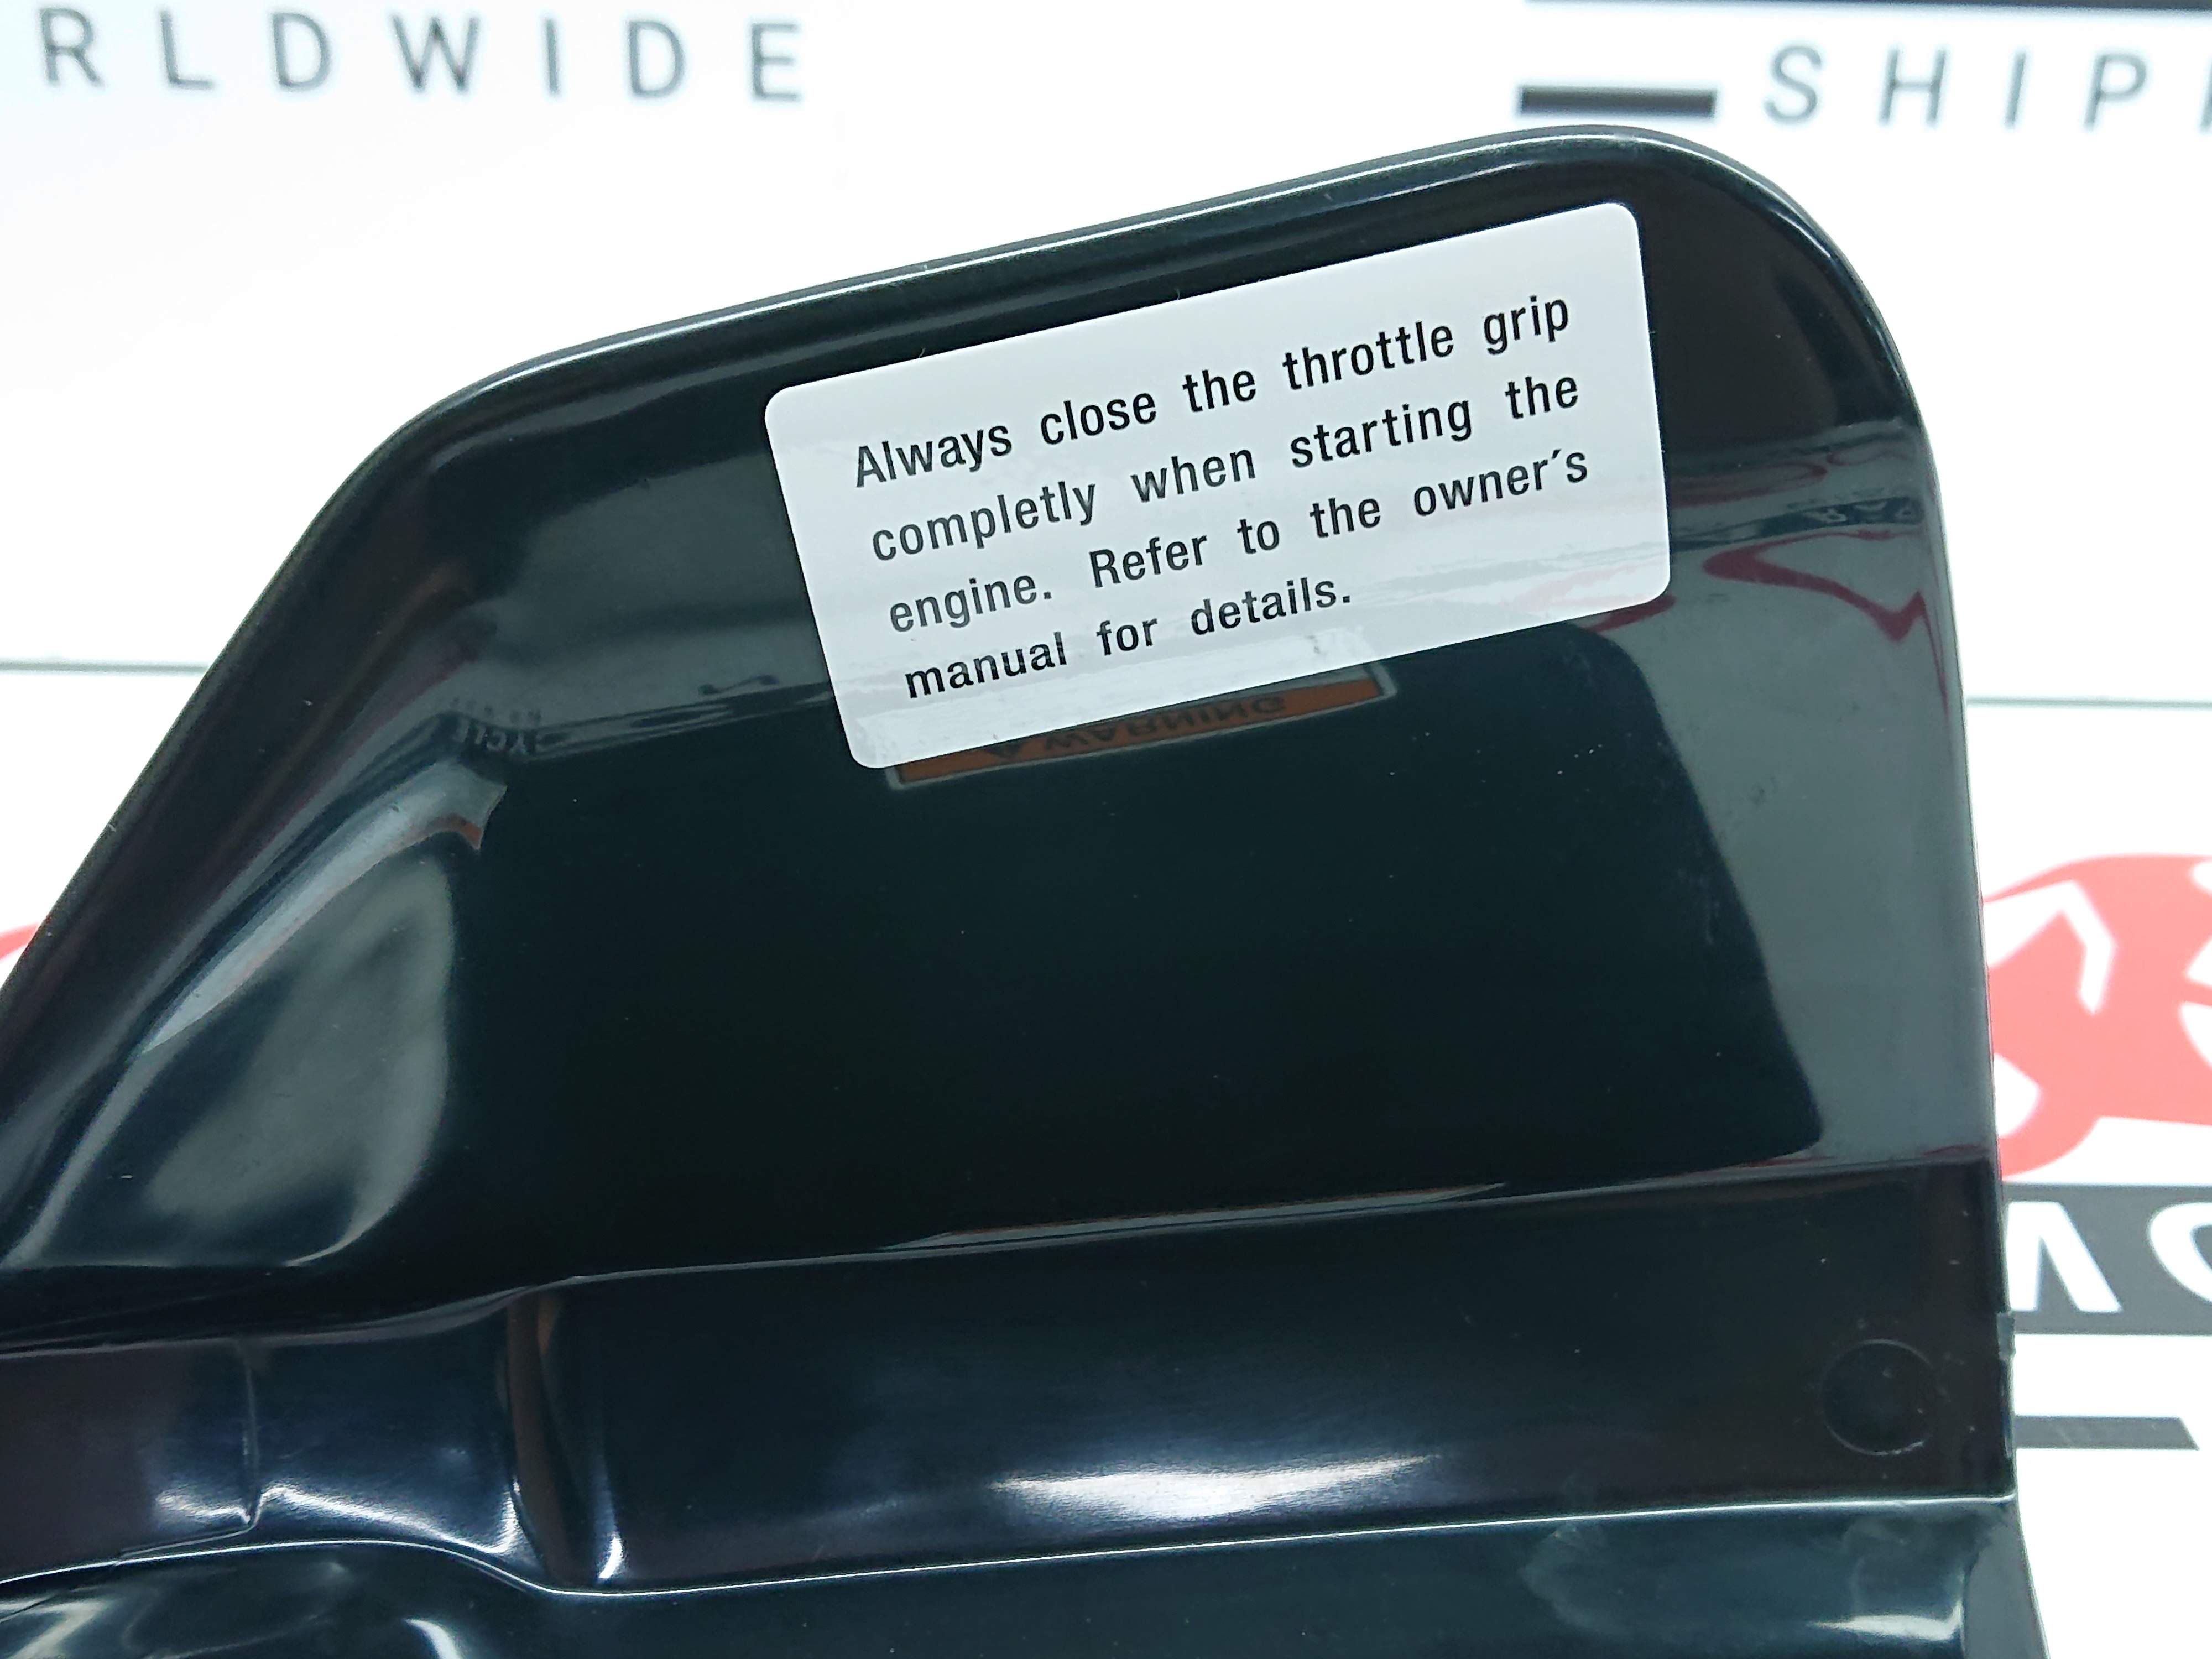 RLDWIDE
SHIP
Always close the throttle grip
completly when starting the
engine. Refer to the owner´s
manual for details.
WARNING